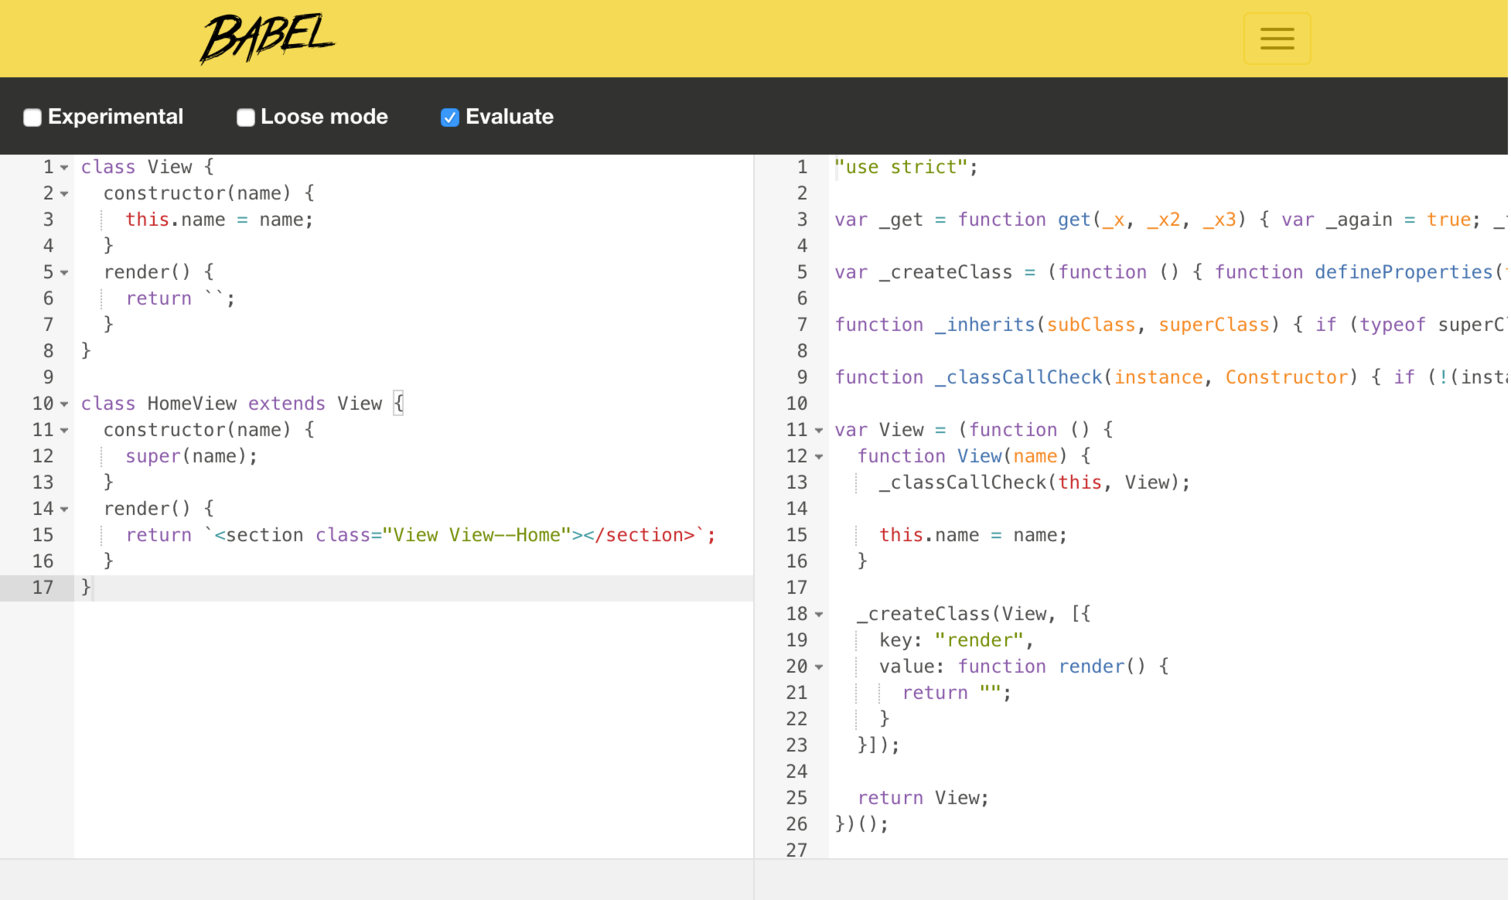 BABEL
Experimental Loose mode Evaluate
1 class View {
2 constructor(name) {
3 this.name = name;
4 }
5 render() {
6 return ``;
7 }
8 }
9
10 class HomeView extends View {
11 constructor(name) {
12 super(name);
13 }
14 render() {
15 return `<section class="View View--Home"></section>`;
16 }
17 }
1 "use strict";
2
3 var _get = function get(_x, _x2, _x3) { var _again = true;
4
5 var _createClass = (function () { function defineProperties(
6
7 function _inherits(subClass, superClass) { if (typeof superC
8
9 function _classCallCheck(instance, Constructor) { if (!(insta
10
11 var View = (function () {
12 function View(name) {
13 _classCallCheck(this, View);
14
15 this.name = name;
16 }
17
18 _createClass(View, [{
19 key: "render",
20 value: function render() {
21 return "";
22 }
23 }]);
24
25 return View;
26 })();
27